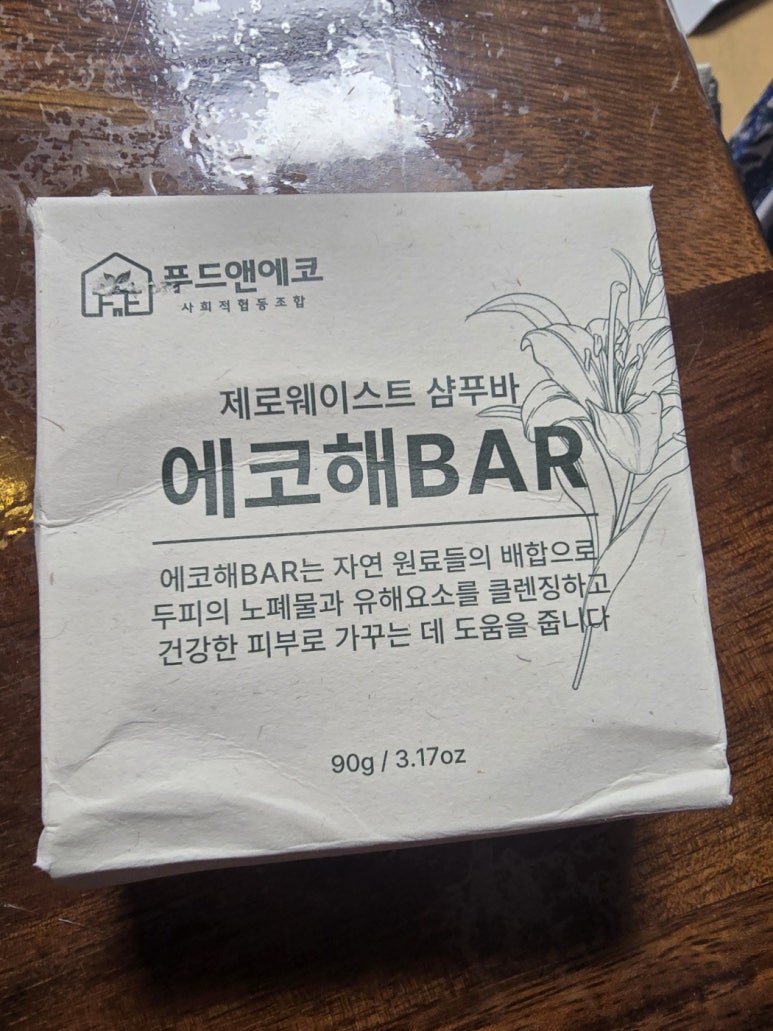 푸드앤에코
사회적협동조합
제로웨이스트 샴푸바
에코해BAR
에코해BAR는 자연 원료들의 배합으로
두피의 노폐물과 유해요소를 클렌징하고
건강한 피부로 가꾸는 데 도움을 줍니다
90g / 3.17oz